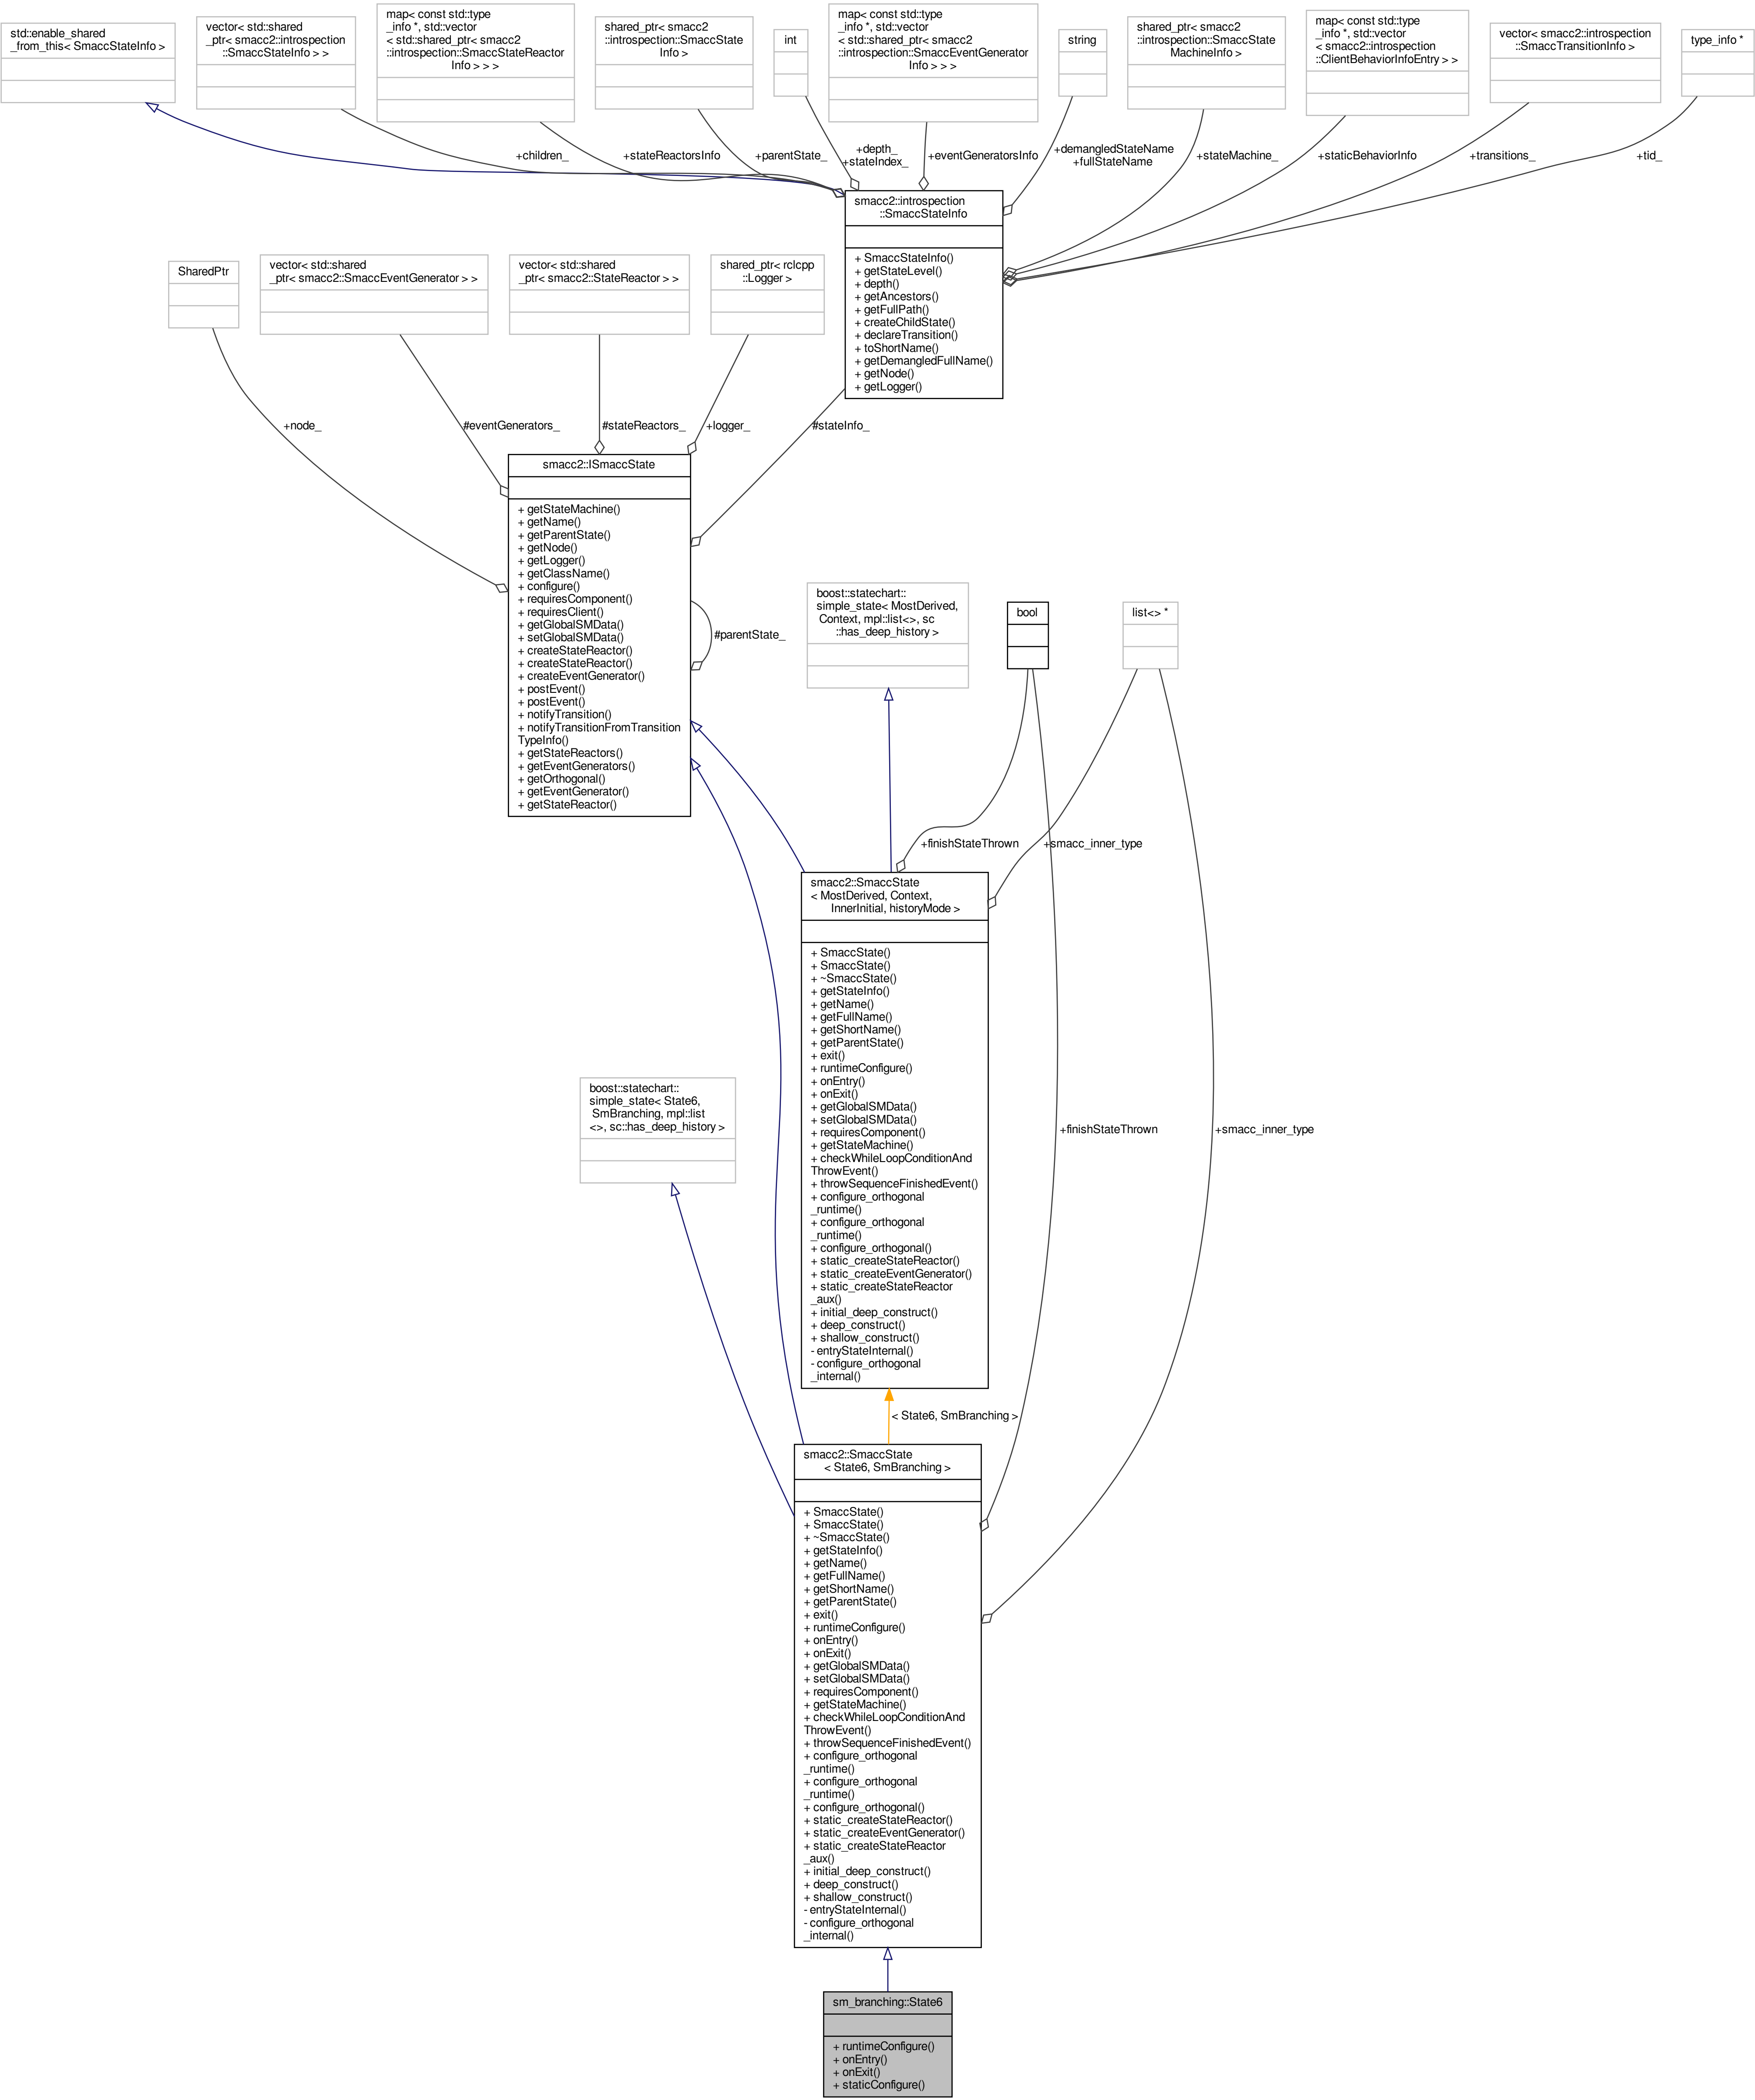 std::enable_shared
_from_this< SmaccStateInfo >
vector< std::shared
_ptr< smacc2::introspection
::SmaccStateInfo > >
map< const std::type
_info *, std::vector
< std::shared_ptr< smacc2
::introspection::SmaccStateReactor
Info > > >
shared_ptr< smacc2
::introspection::SmaccState
Info >
int
map< const std::type
_info *, std::vector
< std::shared_ptr< smacc2
::introspection::SmaccEventGenerator
Info > > >
string
shared_ptr< smacc2
::introspection::SmaccState
MachineInfo >
map< const std::type
_info *, std::vector
< smacc2::introspection
::ClientBehaviorInfoEntry > >
vector< smacc2::introspection
::SmaccTransitionInfo >
type_info *
+children_
+stateReactorsInfo
+parentState_
+depth_
+stateIndex_
+eventGeneratorsInfo
+demangledStateName
+fullStateName
+stateMachine_
+staticBehaviorInfo
+transitions_
+tid_
smacc2::introspection
::SmaccStateInfo
+ SmaccStateInfo()
+ getStateLevel()
+ depth()
+ getAncestors()
+ getFullPath()
+ createChildState()
+ declareTransition()
+ toShortName()
+ getDemangledFullName()
+ getNode()
+ getLogger()
SharedPtr
vector< std::shared
_ptr< smacc2::SmaccEventGenerator > >
vector< std::shared
_ptr< smacc2::StateReactor > >
shared_ptr< rclcpp
::Logger >
+node_
#eventGenerators_
#stateReactors_
+logger_
#stateInfo_
smacc2::ISmaccState
+ getStateMachine()
+ getName()
+ getParentState()
+ getNode()
+ getLogger()
+ getClassName()
+ configure()
+ requiresComponent()
+ requiresClient()
+ getGlobalSMData()
+ setGlobalSMData()
+ createStateReactor()
+ createStateReactor()
+ createEventGenerator()
+ postEvent()
+ postEvent()
+ notifyTransition()
+ notifyTransitionFromTransition
TypeInfo()
+ getStateReactors()
+ getEventGenerators()
+ getOrthogonal()
+ getEventGenerator()
+ getStateReactor()
#parentState_
boost::statechart::
simple_state< MostDerived,
Context, mpl::list<>, sc
::has_deep_history >
bool
list<> *
+finishStateThrown
+smacc_inner_type
smacc2::SmaccState
< MostDerived, Context,
InnerInitial, historyMode >
+ SmaccState()
+ SmaccState()
+ ~SmaccState()
+ getStateInfo()
+ getName()
+ getFullName()
+ getShortName()
+ getParentState()
+ exit()
+ runtimeConfigure()
+ onEntry()
+ onExit()
+ getGlobalSMData()
+ setGlobalSMData()
+ requiresComponent()
+ getStateMachine()
+ checkWhileLoopConditionAnd
ThrowEvent()
+ throwSequenceFinishedEvent()
+ configure_orthogonal
_runtime()
+ configure_orthogonal
_runtime()
+ configure_orthogonal()
+ static_createStateReactor()
+ static_createEventGenerator()
+ static_createStateReactor
_aux()
+ initial_deep_construct()
+ deep_construct()
+ shallow_construct()
- entryStateInternal()
- configure_orthogonal
_internal()
boost::statechart::
simple_state< State6,
SmBranching, mpl::list
<>, sc::has_deep_history >
+finishStateThrown
+smacc_inner_type
< State6, SmBranching >
smacc2::SmaccState
< State6, SmBranching >
+ SmaccState()
+ SmaccState()
+ ~SmaccState()
+ getStateInfo()
+ getName()
+ getFullName()
+ getShortName()
+ getParentState()
+ exit()
+ runtimeConfigure()
+ onEntry()
+ onExit()
+ getGlobalSMData()
+ setGlobalSMData()
+ requiresComponent()
+ getStateMachine()
+ checkWhileLoopConditionAnd
ThrowEvent()
+ throwSequenceFinishedEvent()
+ configure_orthogonal
_runtime()
+ configure_orthogonal
_runtime()
+ configure_orthogonal()
+ static_createStateReactor()
+ static_createEventGenerator()
+ static_createStateReactor
_aux()
+ initial_deep_construct()
+ deep_construct()
+ shallow_construct()
- entryStateInternal()
- configure_orthogonal
_internal()
sm_branching::State6
+ runtimeConfigure()
+ onEntry()
+ onExit()
+ staticConfigure()